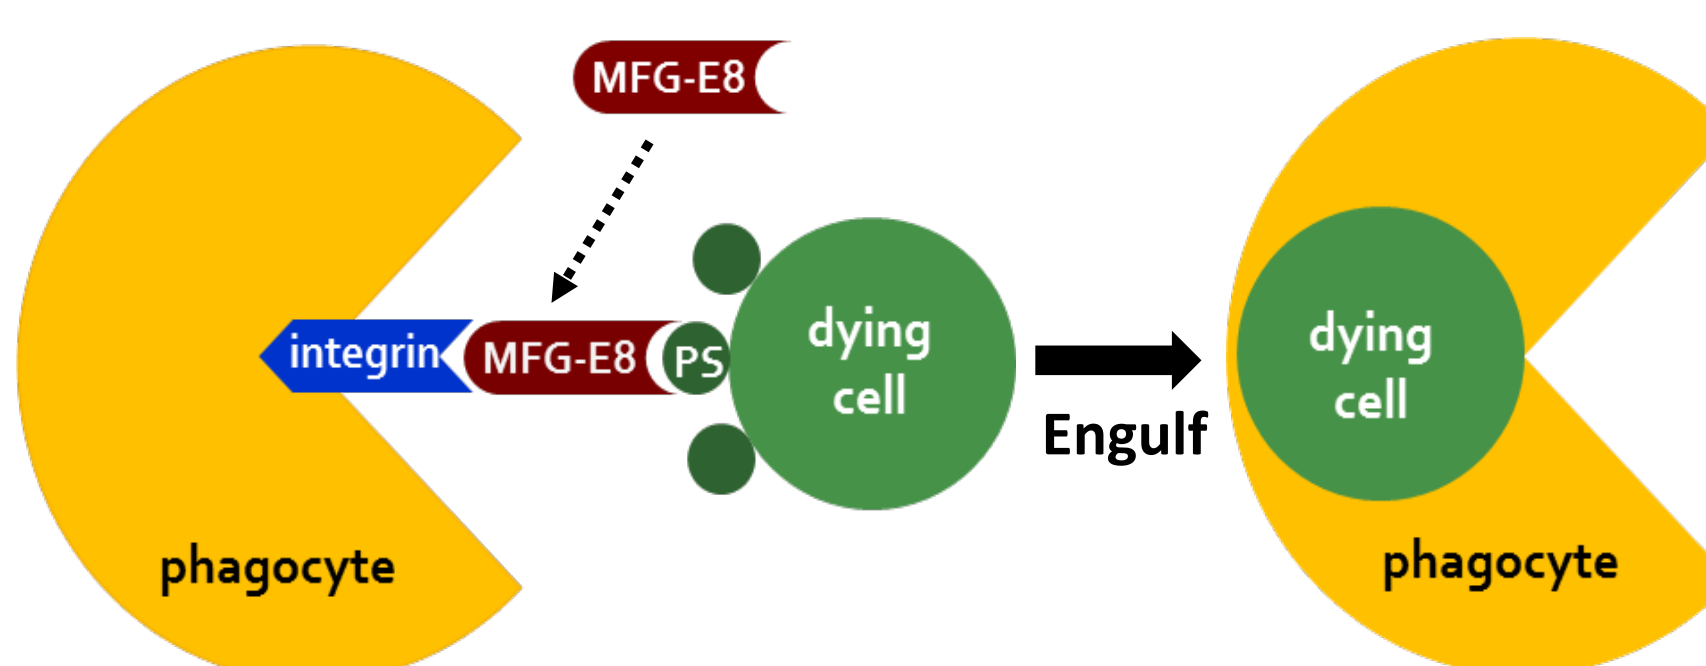 MFG-E8
integrin
MFG-E8
PS
dying
cell
phagocyte
Engulf
dying
cell
phagocyte